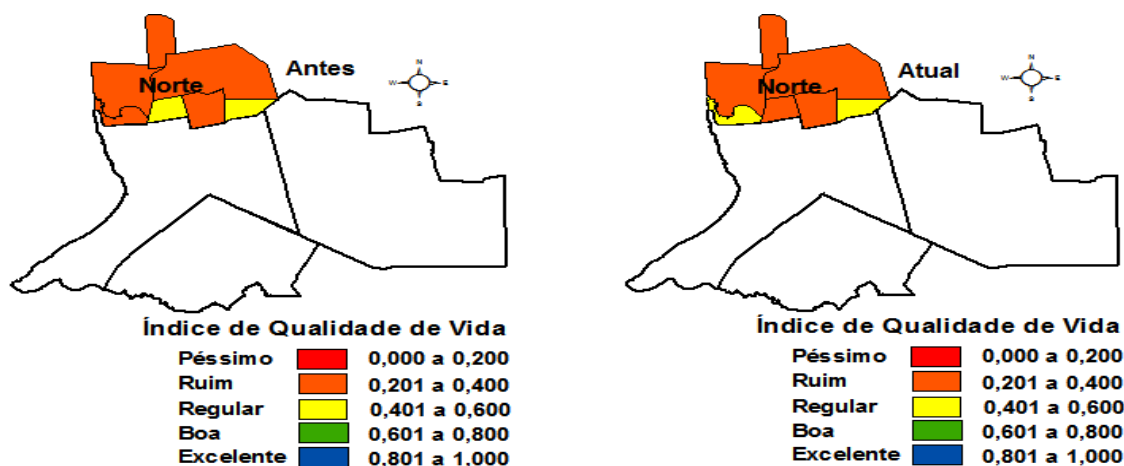 Antes
N
W E
S
Norte
Índice de Qualidade de Vida
Péssimo 0,000 a 0,200
Ruim 0,201 a 0,400
Regular 0,401 a 0,600
Boa 0,601 a 0,800
Excelente 0,801 a 1,000
Atual
N
W E
S
Norte
Índice de Qualidade de Vida
Péssimo 0,000 a 0,200
Ruim 0,201 a 0,400
Regular 0,401 a 0,600
Boa 0,601 a 0,800
Excelente 0,801 a 1,000